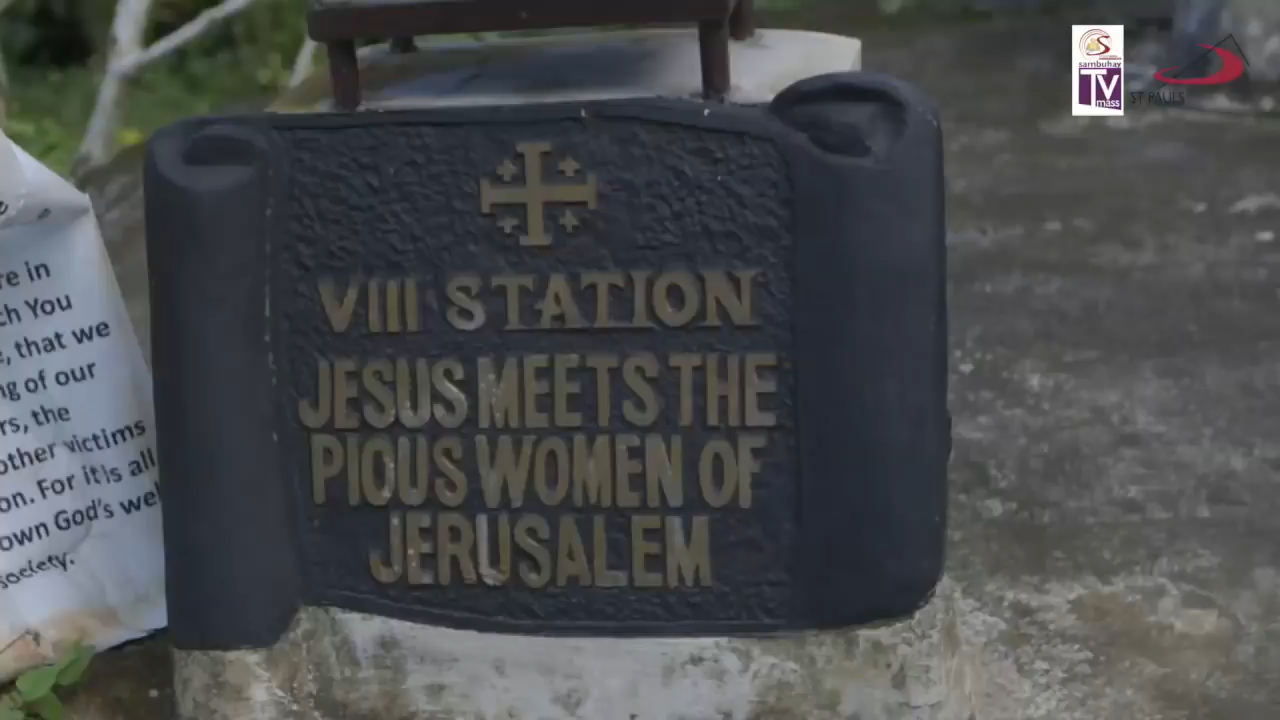 VIII STATION
JESUS MEETS THE
PIOUS WOMEN OF
JERUSALEM
re in
ch You
, that we
ng of our
rs, the
other victims
on. For it is all
own God's wel
society.
sambuhay
TV
mass
ST PAULS